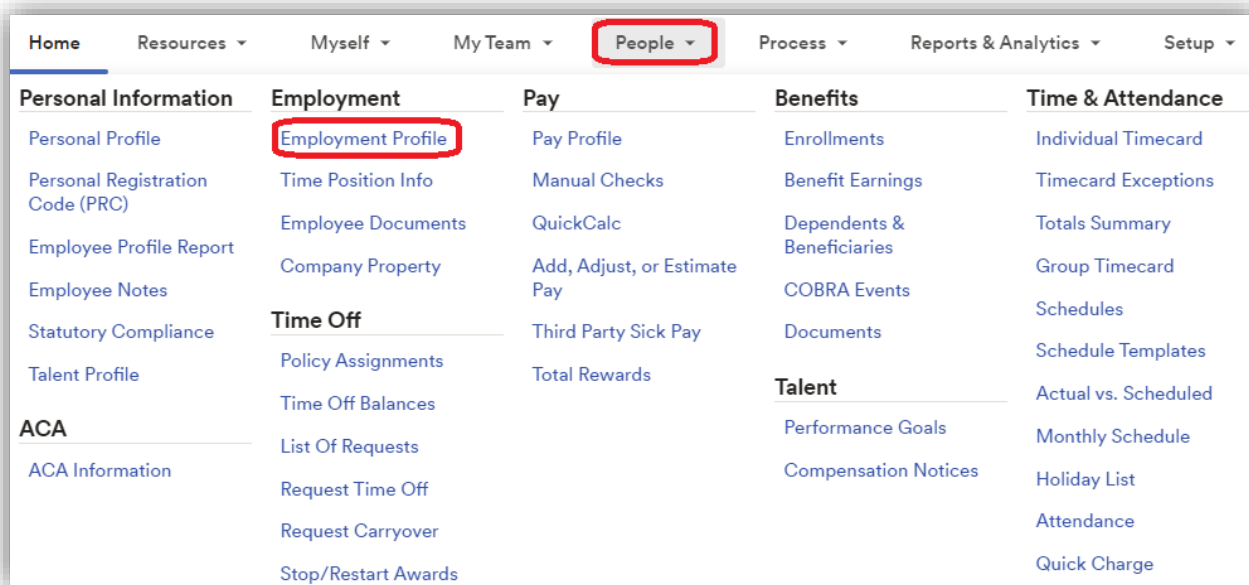 Home Resources Myself My Team People Process Reports & Analytics Setup
Personal Information
Personal Profile
Personal Registration
Code (PRC)
Employee Profile Report
Employee Notes
Statutory Compliance
Talent Profile
ACA
ACA Information
Employment
Employment Profile
Time Position Info
Employee Documents
Company Property
Time Off
Policy Assignments
Time Off Balances
List Of Requests
Request Time Off
Request Carryover
Stop/Restart Awards
Pay
Pay Profile
Manual Checks
QuickCalc
Add, Adjust, or Estimate
Pay
Third Party Sick Pay
Total Rewards
Benefits
Enrollments
Benefit Earnings
Dependents &
Beneficiaries
COBRA Events
Documents
Talent
Performance Goals
Compensation Notices
Time & Attendance
Individual Timecard
Timecard Exceptions
Totals Summary
Group Timecard
Schedules
Schedule Templates
Actual vs. Scheduled
Monthly Schedule
Holiday List
Attendance
Quick Charge